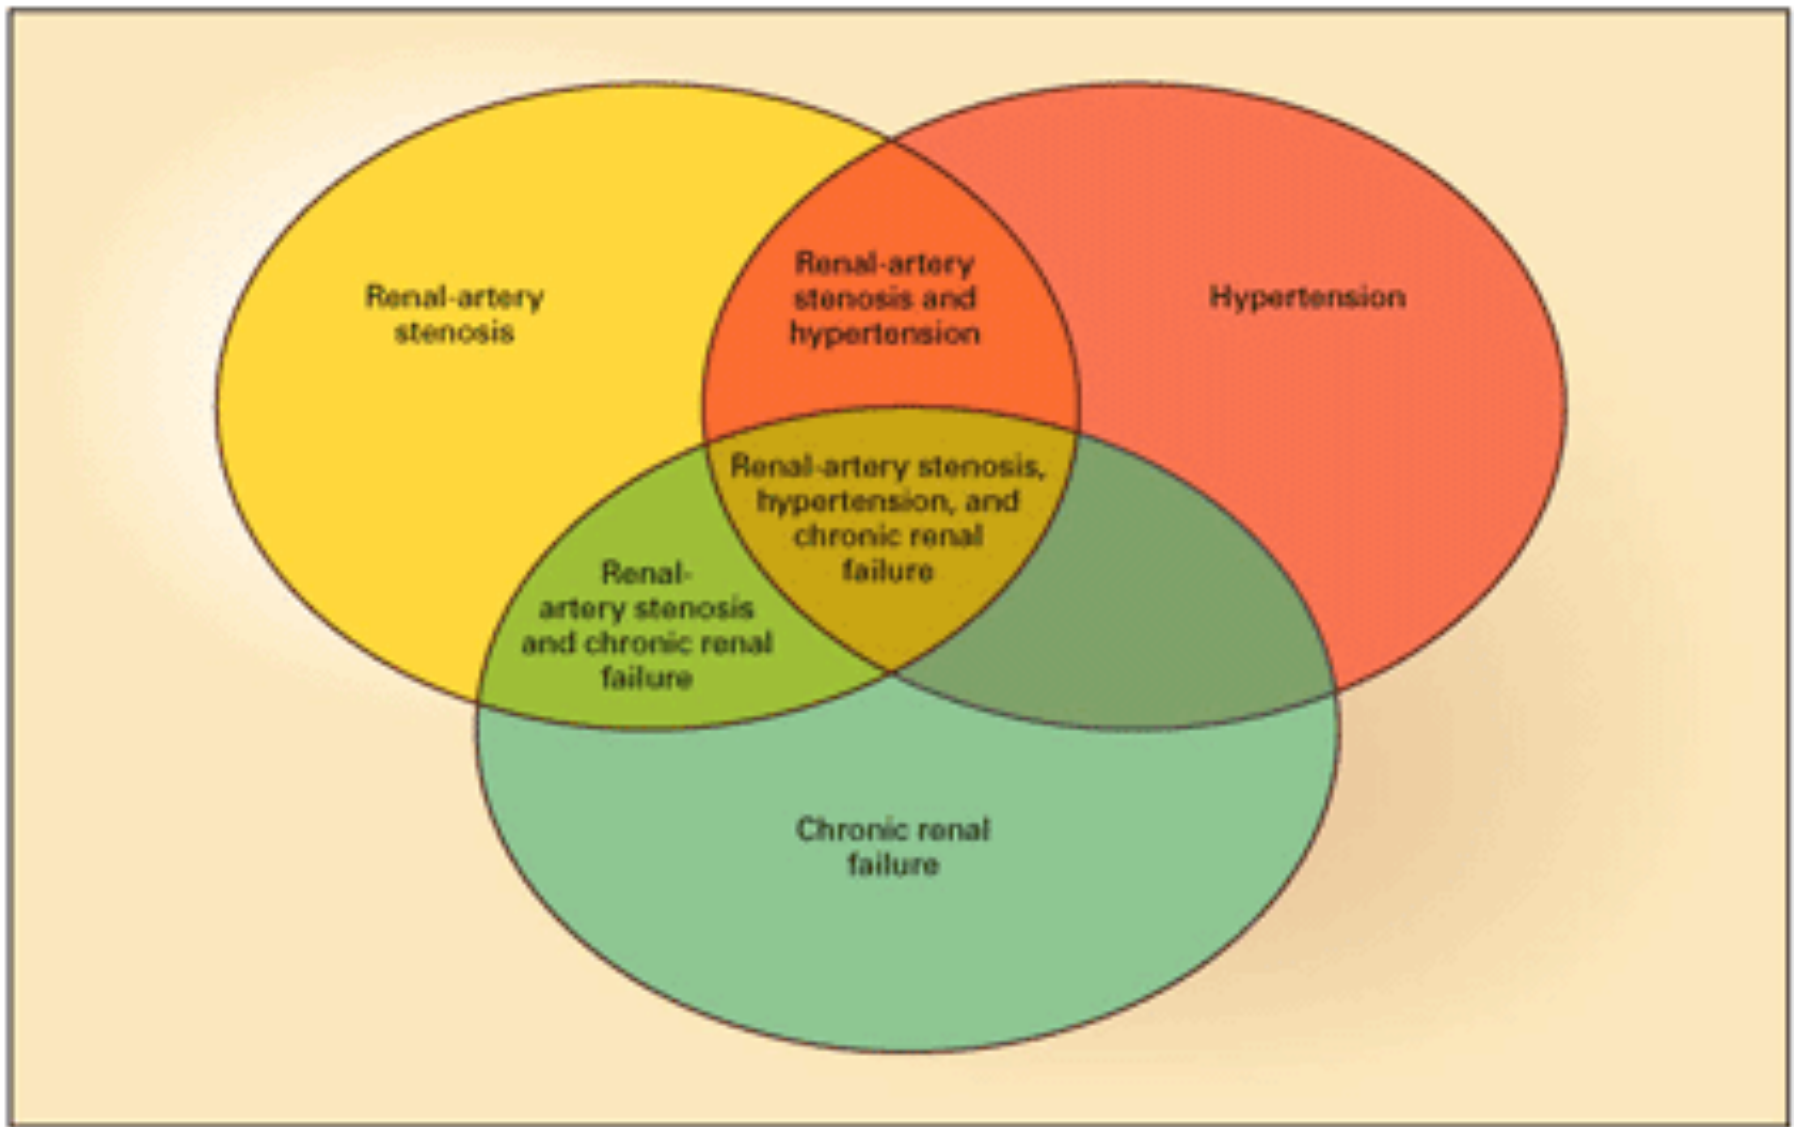 Renal-artery
stenosis
Renal-artery
stenosis and
hypertension
Hypertension
Renal-artery stenosis,
hypertension, and
chronic renal
failure
Renal-
artery stenosis
and chronic renal
failure
Chronic renal
failure